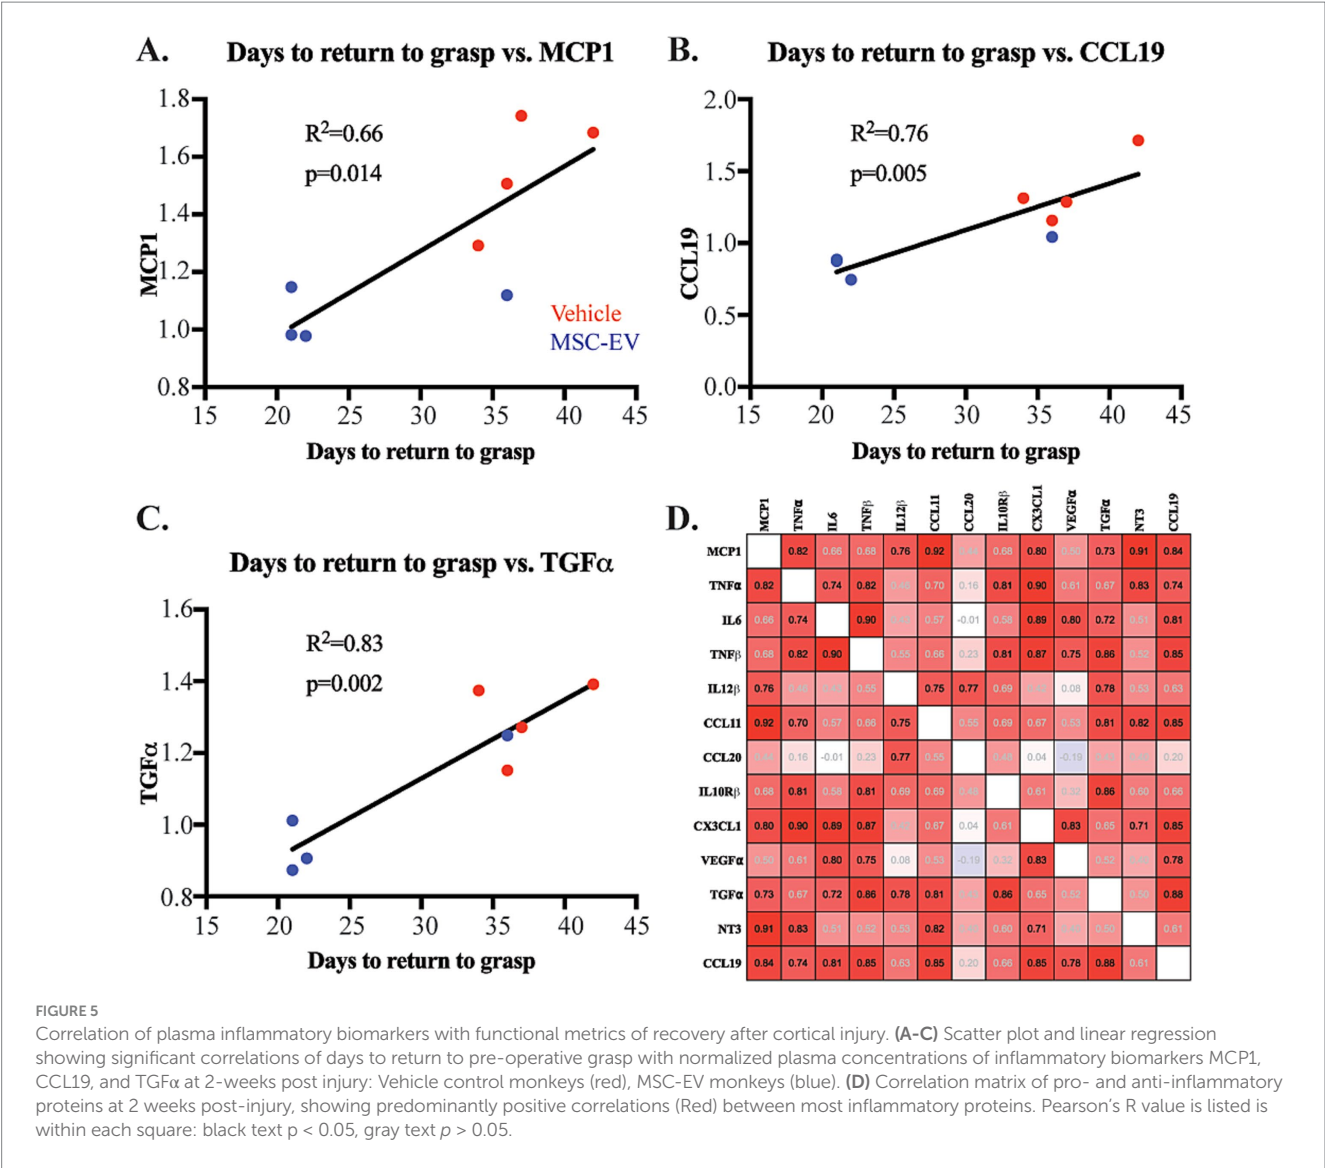 A. Days to return to grasp vs. MCP1
1.8
1.6
1.4
1.2
1.0
0.8
MCP1
R²=0.66
p=0.014
Vehicle
MSC-EV
15 20 25 30 35 40 45
Days to return to grasp
B. Days to return to grasp vs. CCL19
2.0
1.5
1.0
0.5
0.0
CCL19
R²=0.76
p=0.005
15 20 25 30 35 40 45
Days to return to grasp
C.
Days to return to grasp vs. TGFα
1.6
1.4
1.2
1.0
0.8
TGFα
R²=0.83
p=0.002
15 20 25 30 35 40 45
Days to return to grasp
D.
MCP1 TNFα IL6 TNFβ IL12β CCL11 CCL20 IL10Rβ CX3CL1 VEGFα TGFα NT3 CCL19
MCP1 0.82 0.66 0.68 0.76 0.92 0.68 0.80 0.50 0.73 0.91 0.84
TNFα 0.82 0.74 0.82 0.70 0.16 0.81 0.90 0.61 0.67 0.83 0.74
IL6 0.66 0.74 0.90 0.57 -0.01 0.58 0.89 0.80 0.72 0.51 0.81
TNFβ 0.68 0.82 0.90 0.55 0.66 0.23 0.81 0.87 0.75 0.86 0.52 0.85
IL12β 0.76 0.55 0.75 0.77 0.69 0.08 0.78 0.53 0.63
CCL11 0.92 0.70 0.57 0.66 0.75 0.55 0.69 0.67 0.53 0.81 0.82 0.85
CCL20 0.16 -0.01 0.23 0.77 0.55 0.04 -0.19 0.20
IL10Rβ 0.68 0.81 0.58 0.81 0.69 0.69 0.61 0.86 0.60 0.66
CX3CL1 0.80 0.90 0.89 0.87 0.67 0.04 0.61 0.83 0.65 0.71 0.85
VEGFα 0.50 0.61 0.80 0.75 0.08 0.53 -0.19 0.83 0.52 0.78
TGFα 0.73 0.67 0.72 0.86 0.78 0.81 0.86 0.65 0.52 0.50 0.88
NT3 0.91 0.83 0.51 0.52 0.53 0.82 0.60 0.71 0.50 0.61
CCL19 0.84 0.74 0.81 0.85 0.63 0.85 0.20 0.66 0.85 0.78 0.88 0.61
FIGURE 5
Correlation of plasma inflammatory biomarkers with functional metrics of recovery after cortical injury. (A-C) Scatter plot and linear regression
showing significant correlations of days to return to pre-operative grasp with normalized plasma concentrations of inflammatory biomarkers MCP1,
CCL19, and TGFα at 2-weeks post injury: Vehicle control monkeys (red), MSC-EV monkeys (blue). (D) Correlation matrix of pro- and anti-inflammatory
proteins at 2 weeks post-injury, showing predominantly positive correlations (Red) between most inflammatory proteins. Pearson's R value is listed is
within each square: black text p < 0.05, gray text p > 0.05.